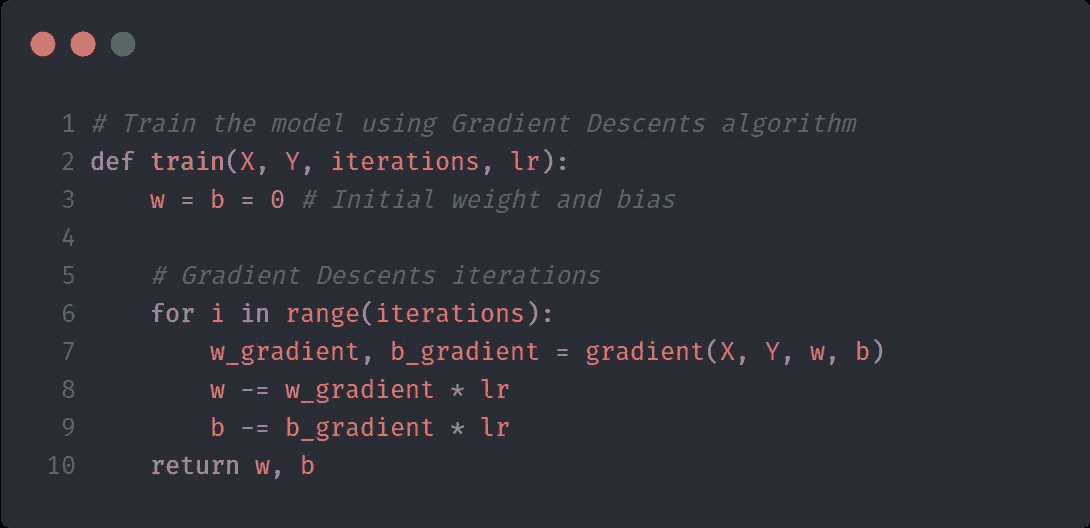 1 # Train the model using Gradient Descents algorithm
2 def train(X, Y, iterations, lr):
3     w = b = 0 # Initial weight and bias
4
5     # Gradient Descents iterations
6     for i in range(iterations):
7         w_gradient, b_gradient = gradient(X, Y, w, b)
8         w -= w_gradient * lr
9         b -= b_gradient * lr
10     return w, b